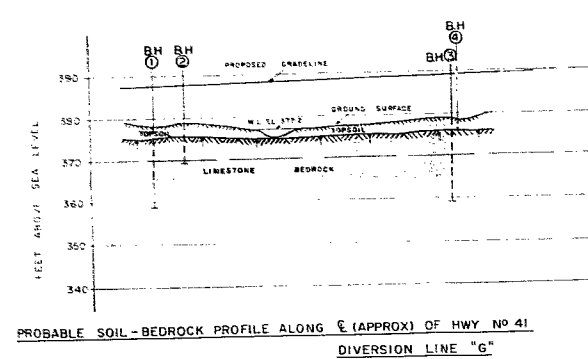 B.H
④
B.H
①
B.H
②
B.H
③
PROPOSED GRADELINE
390
W.L. EL. 377.2
GROUND SURFACE
380
TOPSOIL
TOPSOIL
370
LIMESTONE BEDROCK
360
350
340
FEET ABOVE SEA LEVEL
PROBABLE SOIL-BEDROCK PROFILE ALONG ℄ (APPROX) OF HWY Nº 41
DIVERSION LINE "G"